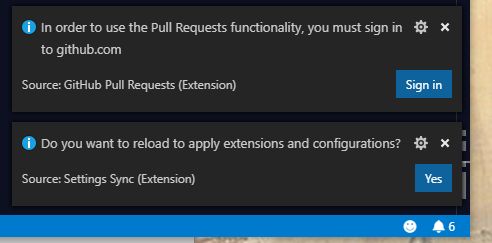 In order to use the Pull Requests functionality, you must sign in
to github.com
Source: GitHub Pull Requests (Extension)
Sign in
Do you want to reload to apply extensions and configurations?
Source: Settings Sync (Extension)
Yes
6